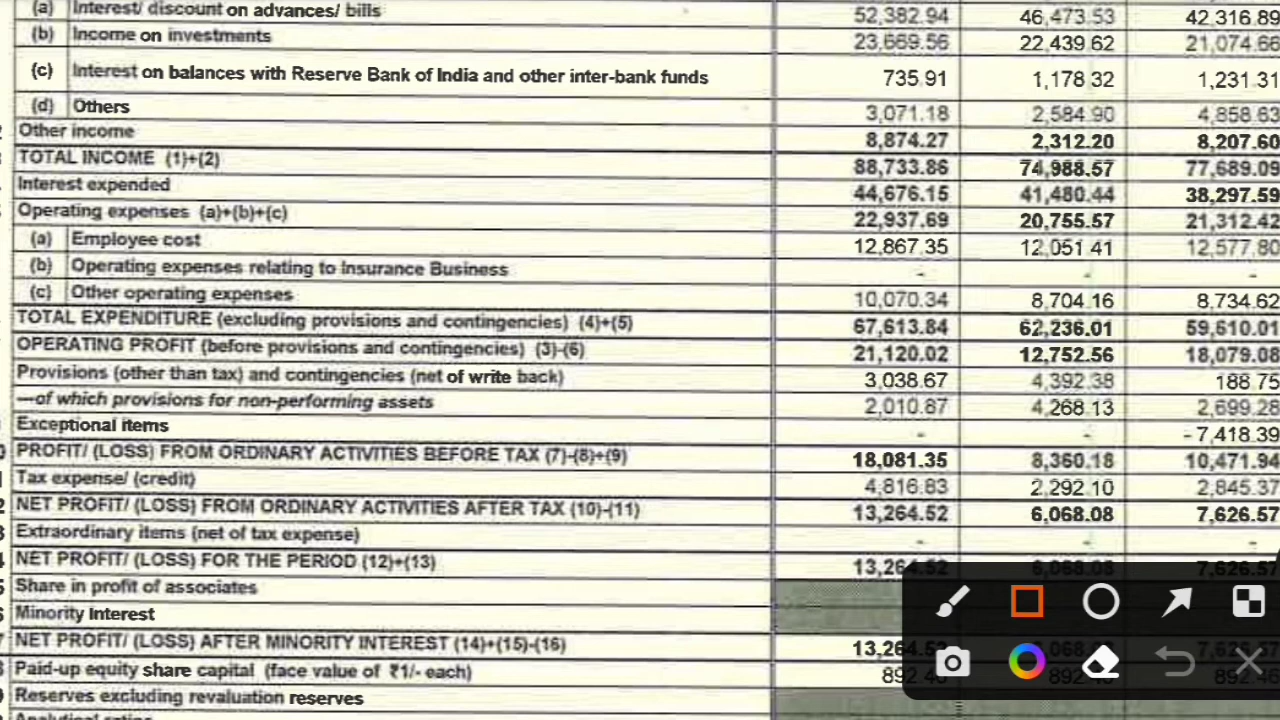 (a) Interest/ discount on advances/ bills 52,382.94 46,473.53 42,316.89
(b) Income on investments 23,669.56 22,439.62 21,074.66
(c) Interest on balances with Reserve Bank of India and other inter-bank funds 735.91 1,178.32 1,231.31
(d) Others 3,071.18 2,584.90 4,858.63
Other income 8,874.27 2,312.20 8,207.60
TOTAL INCOME (1)+(2) 88,733.86 74,988.57 77,689.09
Interest expended 44,676.15 41,480.44 38,297.59
Operating expenses (a)+(b)+(c) 22,937.69 20,755.57 21,312.42
(a) Employee cost 12,867.35 12,051.41 12,577.80
(b) Operating expenses relating to Insurance Business - - -
(c) Other operating expenses 10,070.34 8,704.16 8,734.62
TOTAL EXPENDITURE (excluding provisions and contingencies) (4)+(5) 67,613.84 62,236.01 59,610.01
OPERATING PROFIT (before provisions and contingencies) (3)-(6) 21,120.02 12,752.56 18,079.08
Provisions (other than tax) and contingencies (net of write back) 3,038.67 4,392.38 188.75
—of which provisions for non-performing assets 2,010.87 4,268.13 2,699.28
Exceptional items - - -7,418.39
PROFIT/ (LOSS) FROM ORDINARY ACTIVITIES BEFORE TAX (7)-(8)+(9) 18,081.35 8,360.18 10,471.94
Tax expense/ (credit) 4,816.83 2,292.10 2,845.37
NET PROFIT/ (LOSS) FROM ORDINARY ACTIVITIES AFTER TAX (10)-(11) 13,264.52 6,068.08 7,626.57
Extraordinary items (net of tax expense) - - -
NET PROFIT/ (LOSS) FOR THE PERIOD (12)+(13) 13,264.52 6,068.08 7,626.57
Share in profit of associates
Minority Interest
NET PROFIT/ (LOSS) AFTER MINORITY INTEREST (14)+(15)-(16)
Paid-up equity share capital (face value of ₹1/- each)
Reserves excluding revaluation reserves